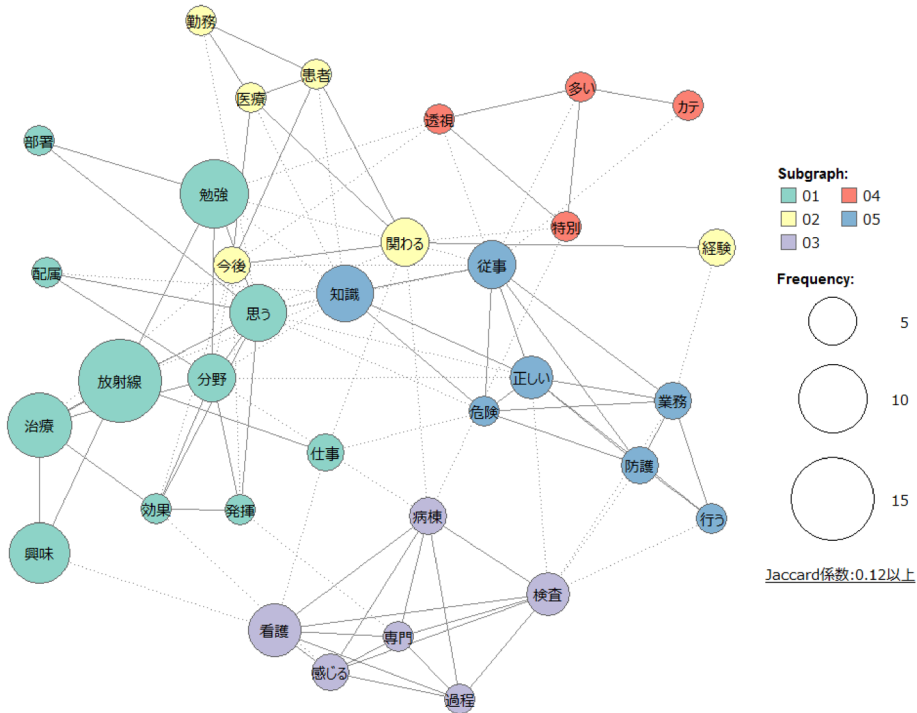 勤務
患者
医療
多い
カテ
透視
部署
勉強
特別
関わる
経験
今後
従事
配属
知識
思う
放射線
分野
正しい
業務
危険
治療
仕事
防護
効果
発揮
病棟
行う
興味
検査
看護
専門
感じる
過程
Subgraph:
01 04
02 05
03
Frequency:
5
10
15
Jaccard係数:0.12以上